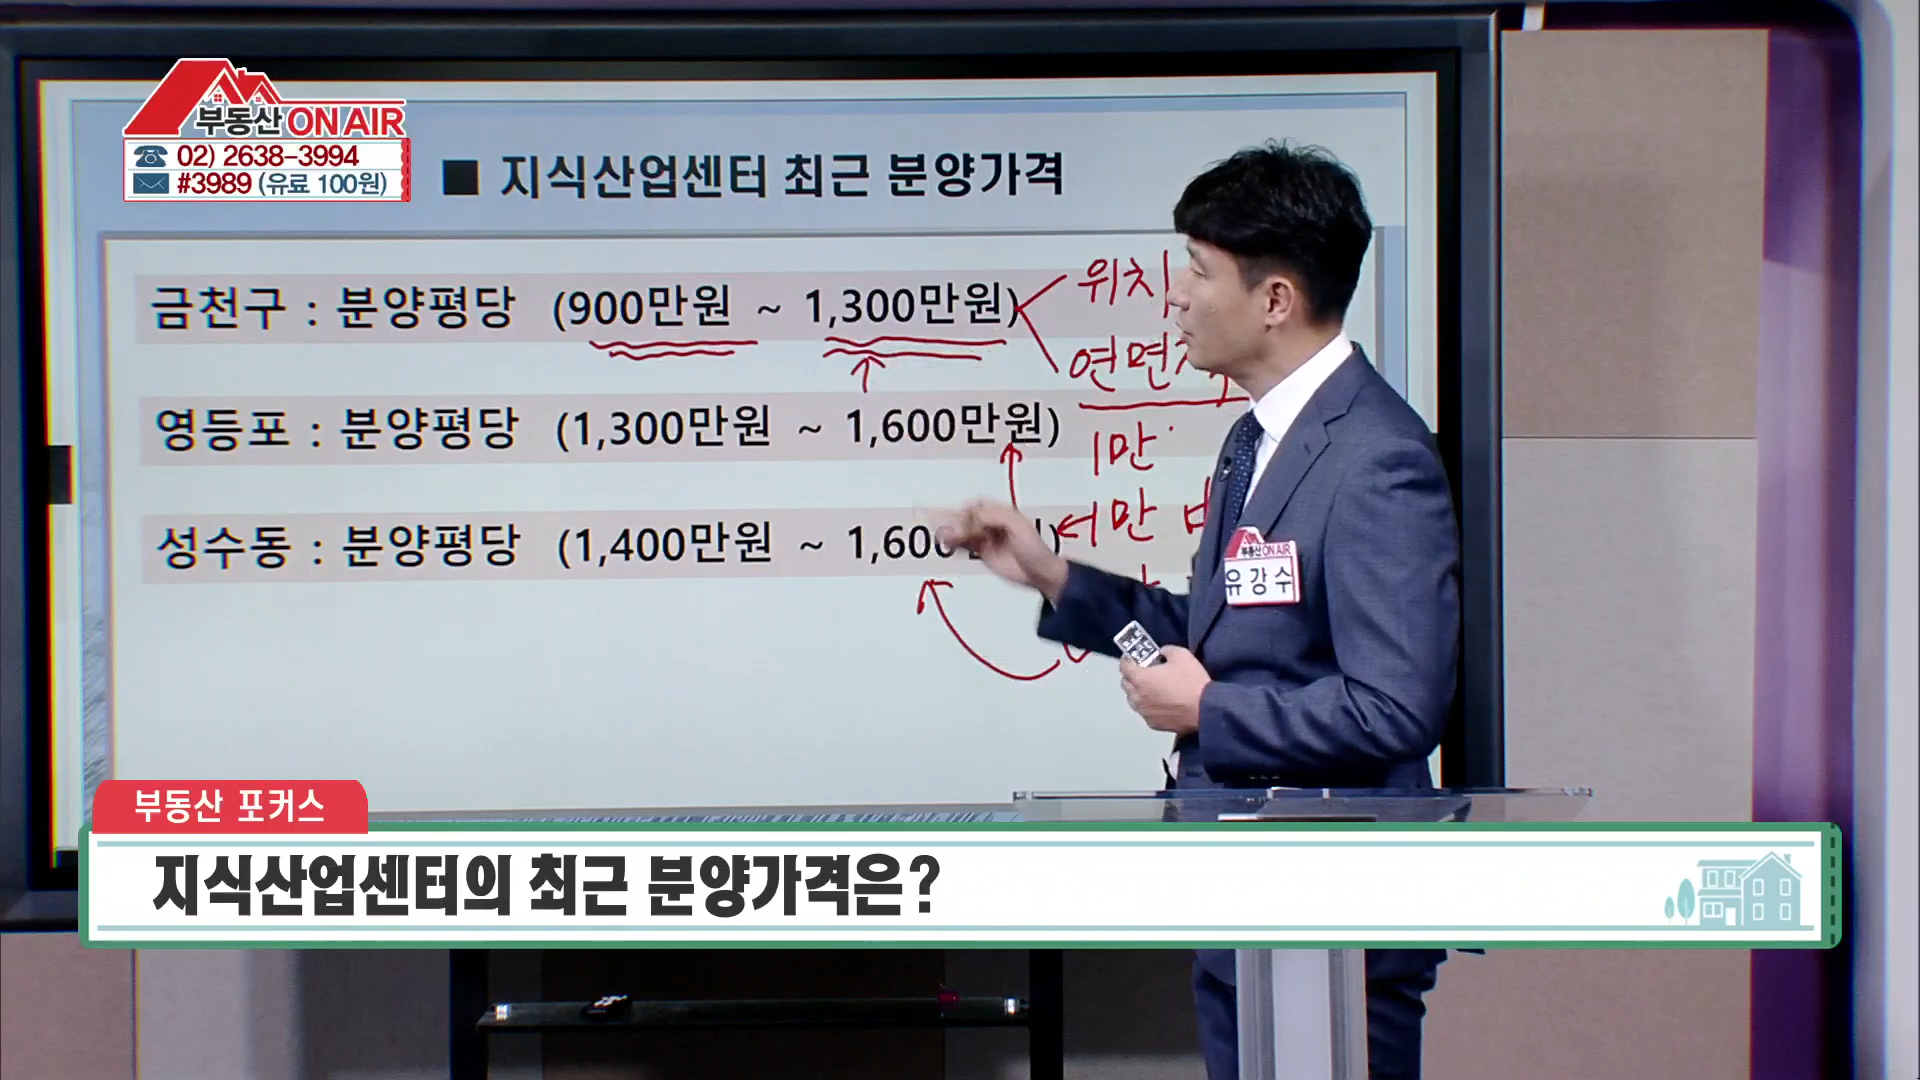 부동산 ON AIR
02) 2638-3994
#3989 (유료 100원)
■ 지식산업센터 최근 분양가격
금천구 : 분양평당 (900만원 ~ 1,300만원)
위치
연면
영등포 : 분양평당 (1,300만원 ~ 1,600만원)
1만
성수동 : 분양평당 (1,400만원 ~ 1,600
만
부동산 ON AIR
유강수
부동산 포커스
지식산업센터의 최근 분양가격은?